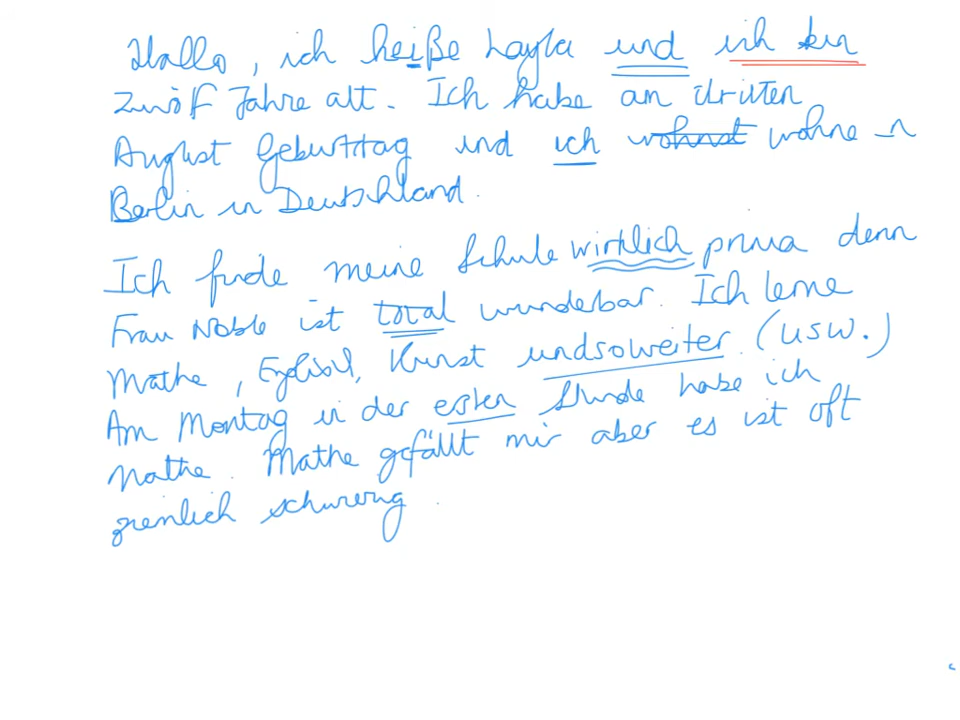 Hallo, ich heiße Layla und ich bin
zwöf Jahre alt. Ich habe am dritten
August Geburttag und ich wohnst wohne in
Berlin in Deutschland.
Ich finde meine Schule wirklich prima denn
Frau Noble ist total wunderbar. Ich lerne
Mathe, Englisch, Kunst undsoweiter (usw.)
Am Montag in der ersten Stunde habe ich
Mathe. Mathe gefällt mir aber es ist oft
ziemlich schwierig.